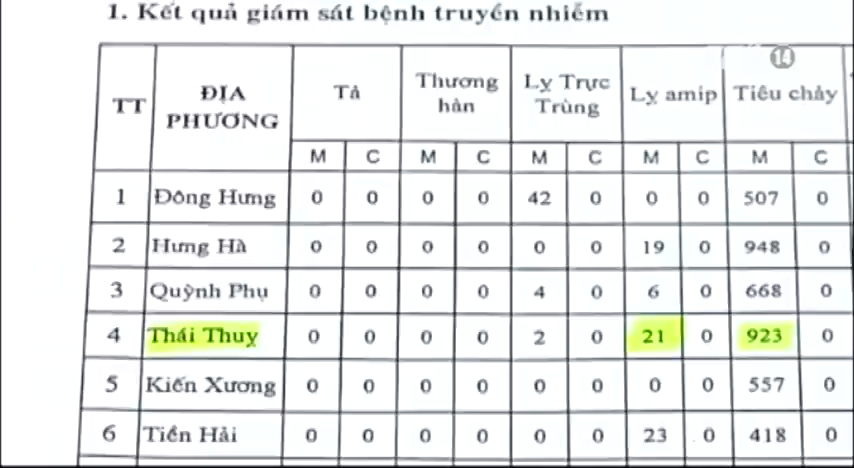 1. Kết quả giám sát bệnh truyền nhiễm
14
TT ĐỊA PHƯƠNG Tả Thương hàn Lỵ Trực Trùng Lỵ amip Tiêu chảy
M C M C M C M C M C
1 Đông Hưng 0 0 0 0 42 0 0 0 507 0
2 Hưng Hà 0 0 0 0 0 0 19 0 948 0
3 Quỳnh Phụ 0 0 0 0 4 0 6 0 668 0
4 Thái Thuỵ 0 0 0 0 2 0 21 0 923 0
5 Kiến Xương 0 0 0 0 0 0 0 0 557 0
6 Tiền Hải 0 0 0 0 0 0 23 0 418 0